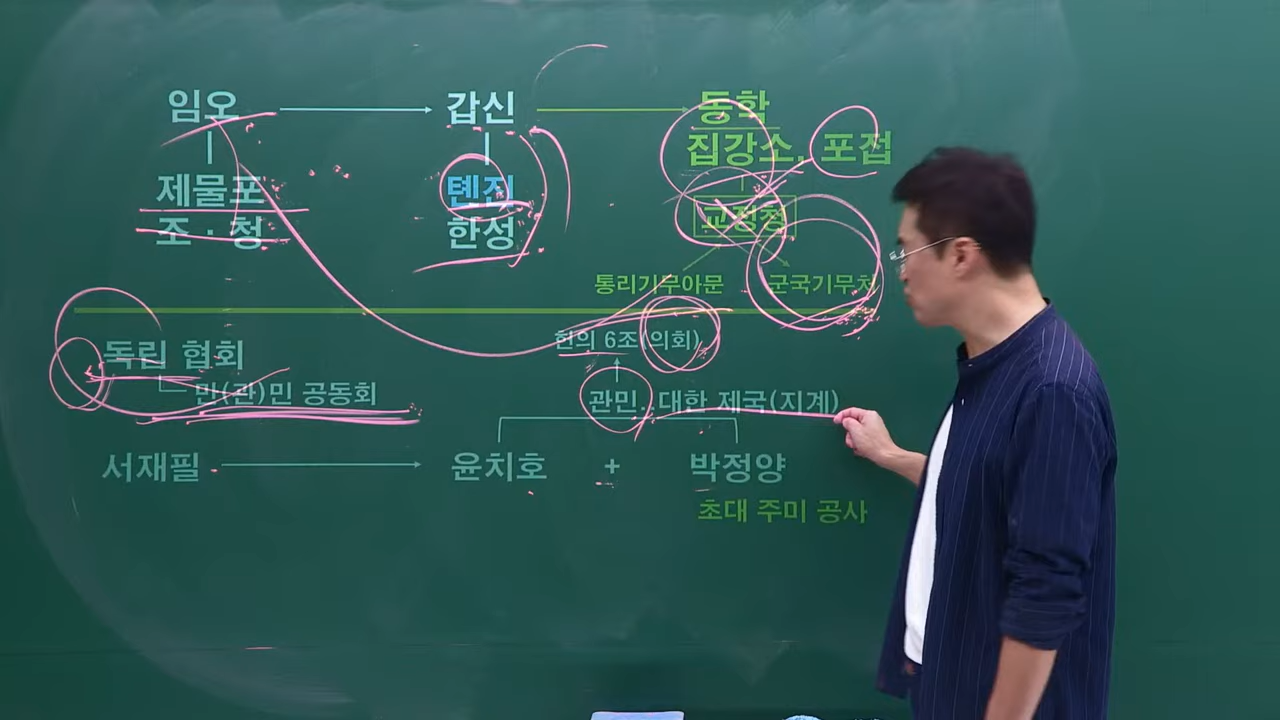 임오 갑신 동학
집강소, 포접
제물포 톈진 교정청
조·청 한성
통리기무아문 군국기무처
헌의 6조(의회)
독립 협회
만(관)민 공동회 관민, 대한 제국(지계)
서재필 윤치호 + 박정양
초대 주미 공사